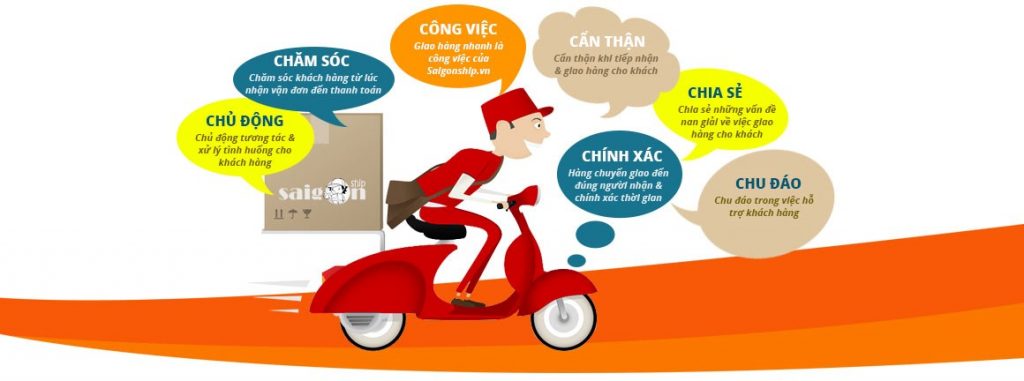 CHỦ ĐỘNG
Chủ động tương tác &
xử lý tình huống cho
khách hàng
CHĂM SÓC
Chăm sóc khách hàng từ lúc
nhận vận đơn đến thanh toán
CÔNG VIỆC
Giao hàng nhanh là
công việc của
Saigonship.vn
CẨN THẬN
Cẩn thận khi tiếp nhận
& giao hàng cho khách
CHIA SẺ
Chia sẻ những vấn đề
nan giải về việc giao
hàng cho khách
CHÍNH XÁC
Hàng chuyển giao đến
đúng người nhận &
chính xác thời gian
CHU ĐÁO
Chu đáo trong việc hỗ
trợ khách hàng
ship
saigon